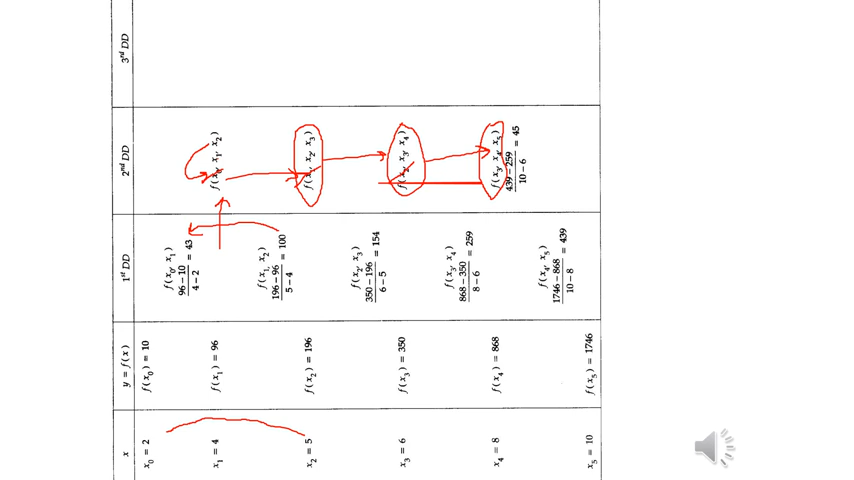 x y = f(x) 1st DD 2nd DD 3rd DD
x₀ = 2 f(x₀) = 10
f(x₀, x₁)
96 – 10 / 4 – 2 = 43
x₁ = 4 f(x₁) = 96 f(x₀, x₁, x₂)
f(x₁, x₂)
196 – 96 / 5 – 4 = 100
x₂ = 5 f(x₂) = 196 f(x₁, x₂, x₃)
f(x₂, x₃)
350 – 196 / 6 – 5 = 154
x₃ = 6 f(x₃) = 350 f(x₂, x₃, x₄)
f(x₃, x₄)
868 – 350 / 8 – 6 = 259
x₄ = 8 f(x₄) = 868 f(x₃, x₄, x₅)
439 – 259 / 10 – 6 = 45
f(x₄, x₅)
1746 – 868 / 10 – 8 = 439
x₅ = 10 f(x₅) = 1746